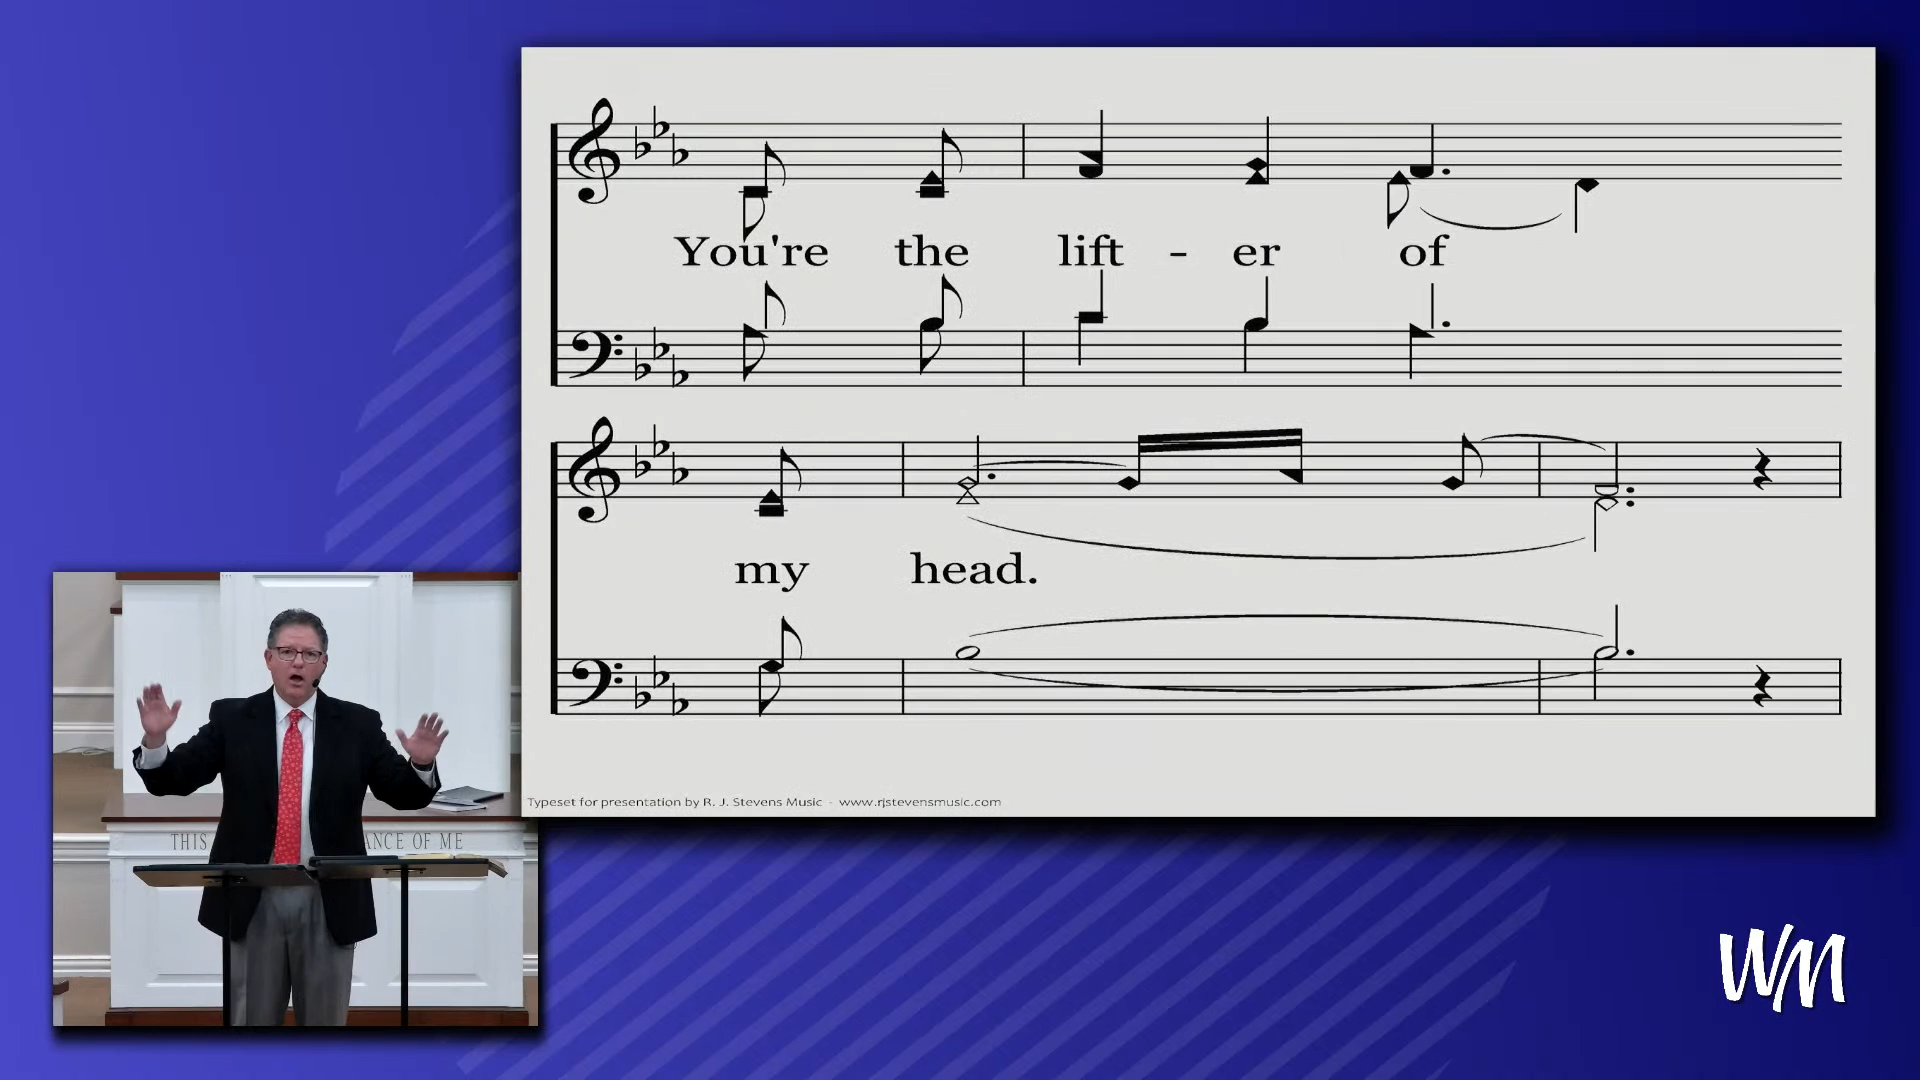 You're the lift - er of
my head.
Typeset for presentation by R. J. Stevens Music - www.rjstevensmusic.com
THIS ANCE OF ME
WM